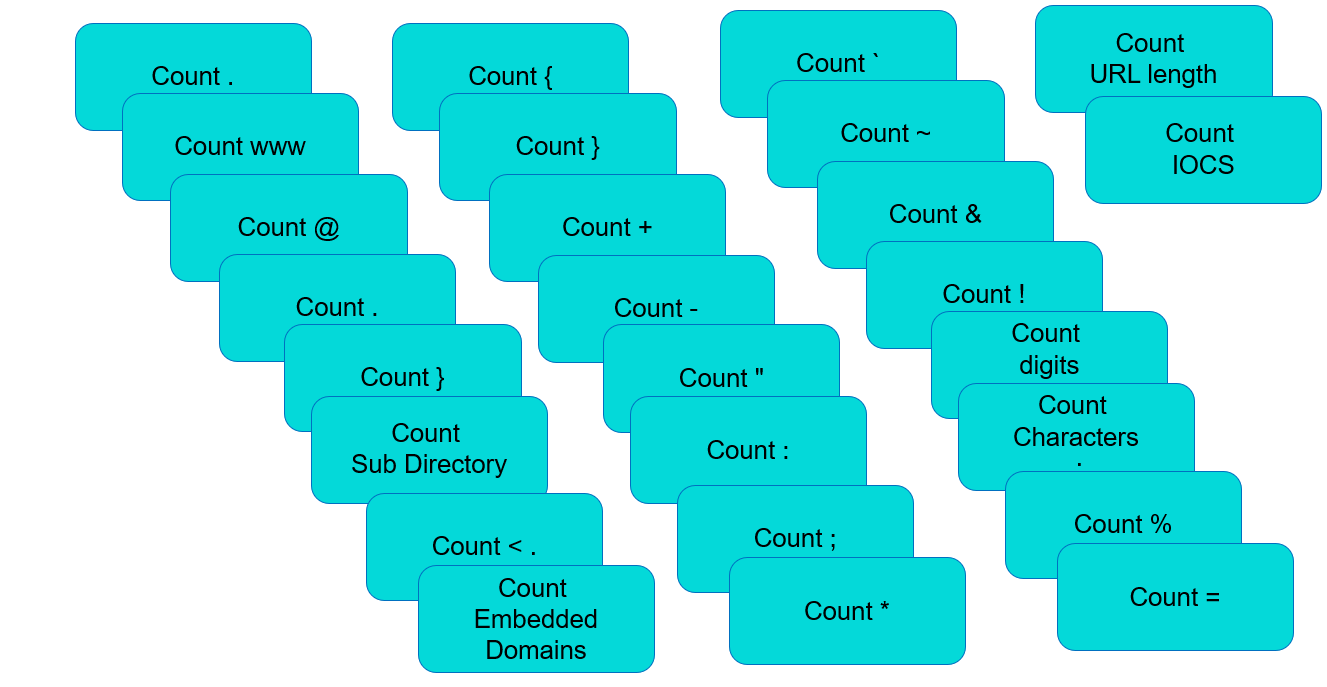 Count .
Count www
Count @
Count .
Count }
Count
Sub Directory
Count < .
Count
Embedded
Domains
Count {
Count }
Count +
Count -
Count "
Count :
Count ;
Count *
Count `
Count ~
Count &
Count !
Count
digits
Count
Characters
.
Count %
Count =
Count
URL length
Count
IOCS